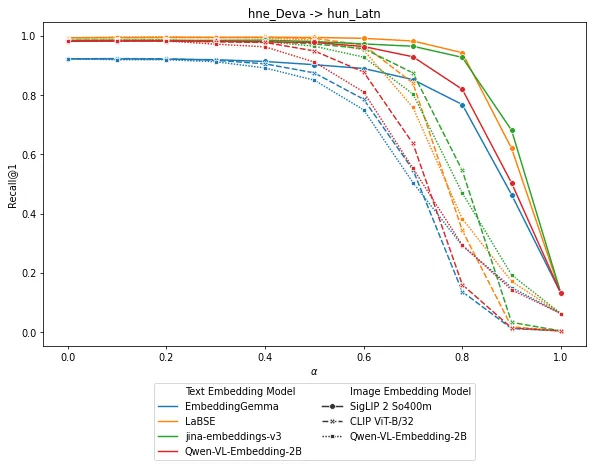 hne_Deva -> hun_Latn
Recall@1
1.0
0.8
0.6
0.4
0.2
0.0
0.0 0.2 0.4 0.6 0.8 1.0
α
Text Embedding Model Image Embedding Model
EmbeddingGemma SigLIP 2 So400m
LaBSE CLIP ViT-B/32
jina-embeddings-v3 Qwen-VL-Embedding-2B
Qwen-VL-Embedding-2B